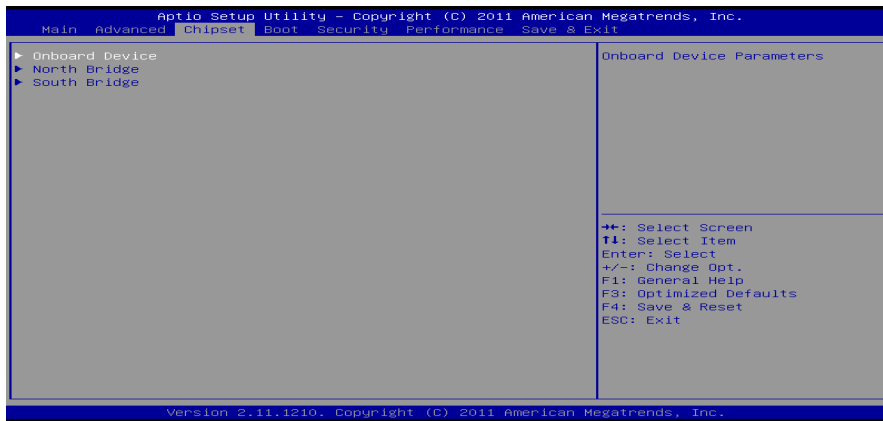 Aptio Setup Utility – Copyright (C) 2011 American Megatrends, Inc.
Main Advanced Chipset Boot Security Performance Save & Exit
► Onboard Device
► North Bridge
► South Bridge
Onboard Device Parameters
→←: Select Screen
↑↓: Select Item
Enter: Select
+/-: Change Opt.
F1: General Help
F3: Optimized Defaults
F4: Save & Reset
ESC: Exit
Version 2.11.1210. Copyright (C) 2011 American Megatrends, Inc.